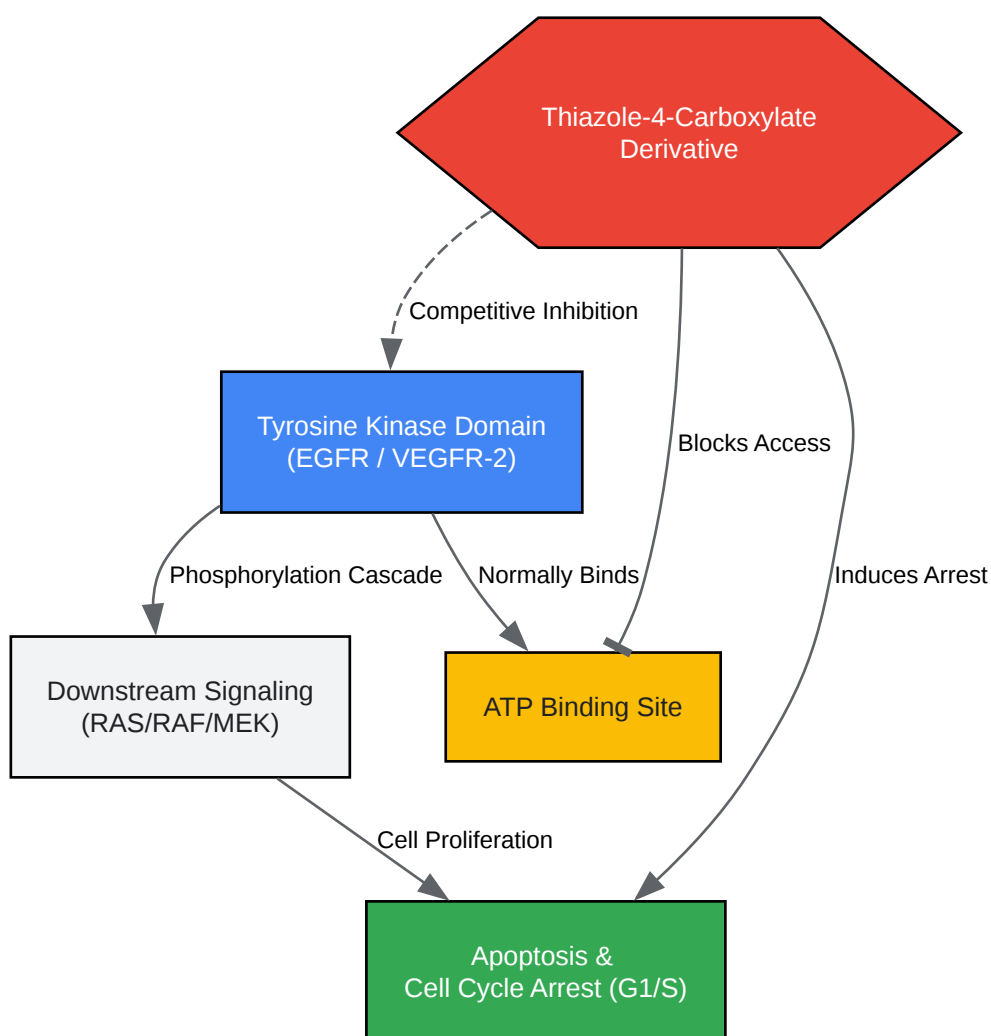 Thiazole-4-Carboxylate
Derivative
Competitive Inhibition
Tyrosine Kinase Domain
(EGFR / VEGFR-2)
Blocks Access
Phosphorylation Cascade
Normally Binds
Induces Arrest
Downstream Signaling
(RAS/RAF/MEK)
ATP Binding Site
Cell Proliferation
Apoptosis &
Cell Cycle Arrest (G1/S)